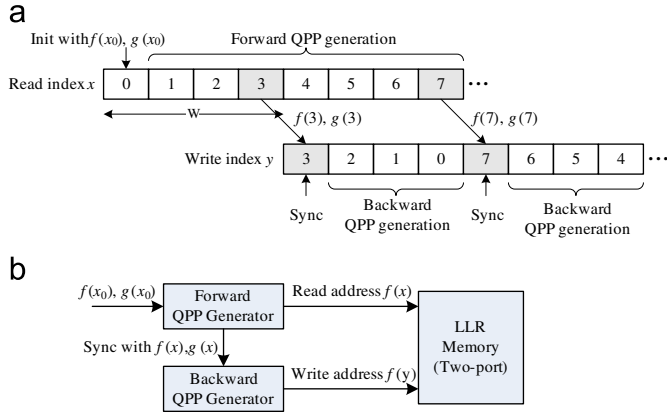 a
Init with f(x₀), g(x₀)
Forward QPP generation
Read index x
0 1 2 3 4 5 6 7 •••
W
f(3), g(3)
f(7), g(7)
Write index y
3 2 1 0 7 6 5 4 •••
Sync
Backward
QPP generation
Sync
Backward
QPP generation
b
f(x₀), g(x₀)
Forward
QPP Generator
Read address f(x)
Sync with f(x),g(x)
Backward
QPP Generator
Write address f(y)
LLR
Memory
(Two-port)